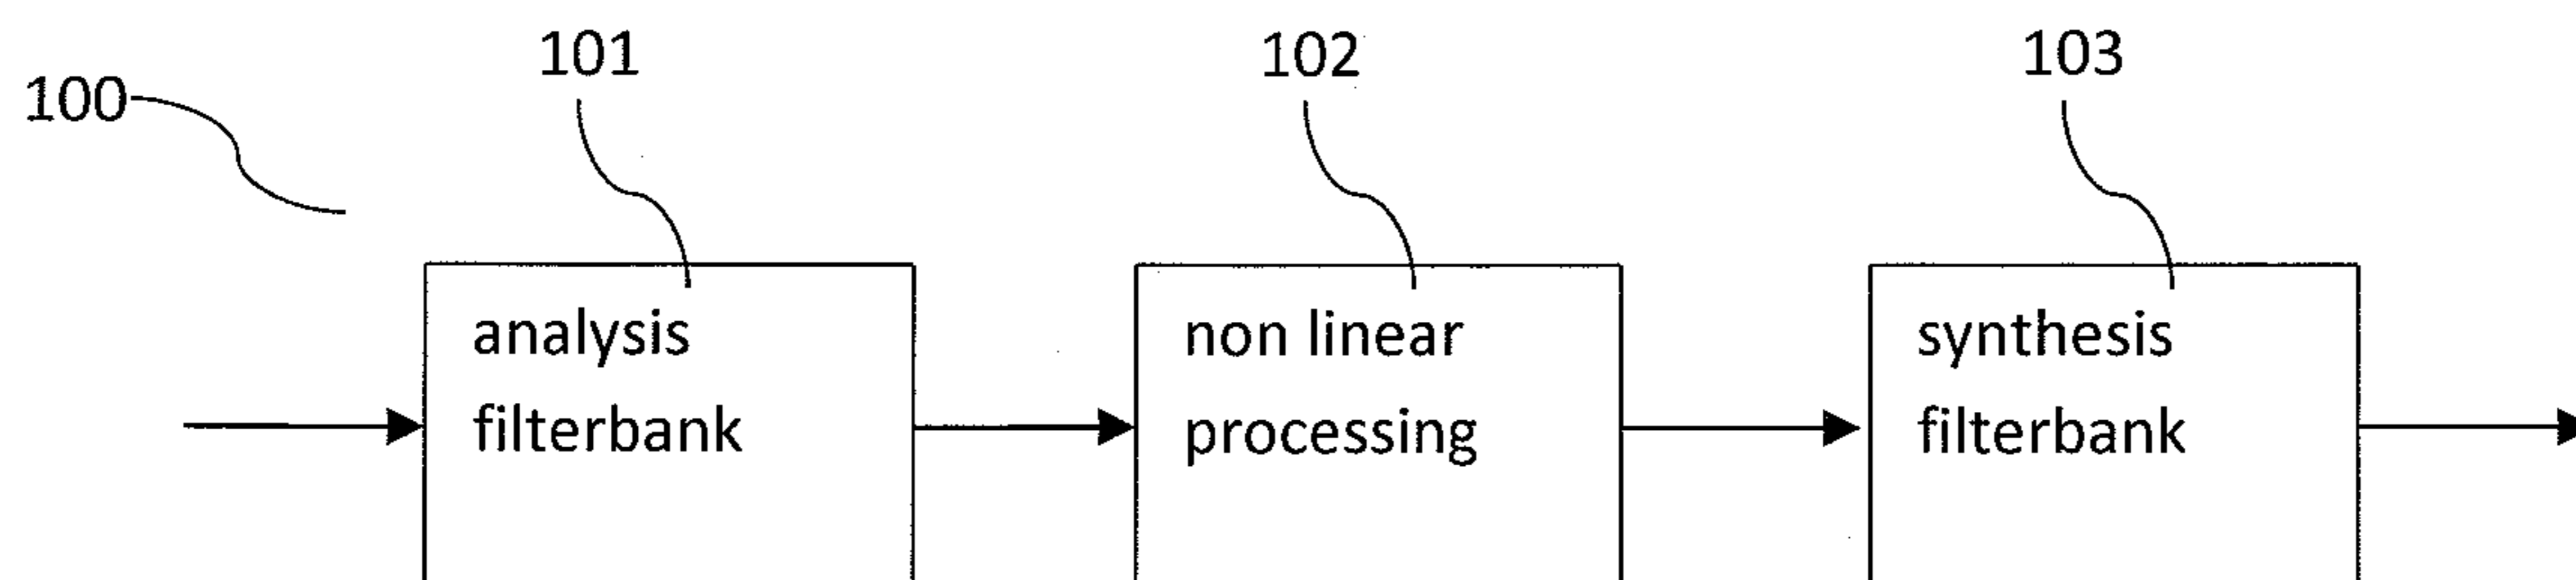 101
102
103
100
analysis
filterbank
non linear
processing
synthesis
filterbank